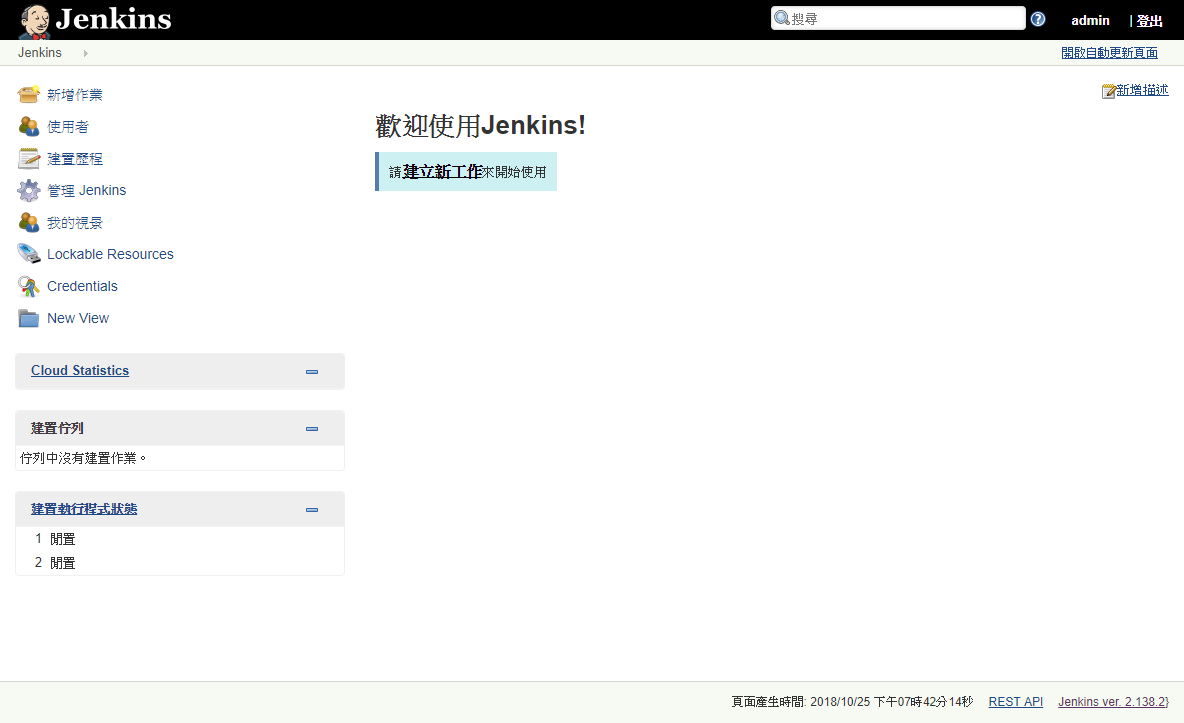 Jenkins
搜尋
admin | 登出
Jenkins
開啟自動更新頁面
新增作業
使用者
建置歷程
管理 Jenkins
我的視景
Lockable Resources
Credentials
New View
Cloud Statistics
建置佇列
佇列中沒有建置作業。
建置執行程式狀態
1 閒置
2 閒置
新增描述
歡迎使用Jenkins!
請建立新工作來開始使用
頁面產生時間: 2018/10/25 下午07時42分14秒 REST API Jenkins ver. 2.138.2}